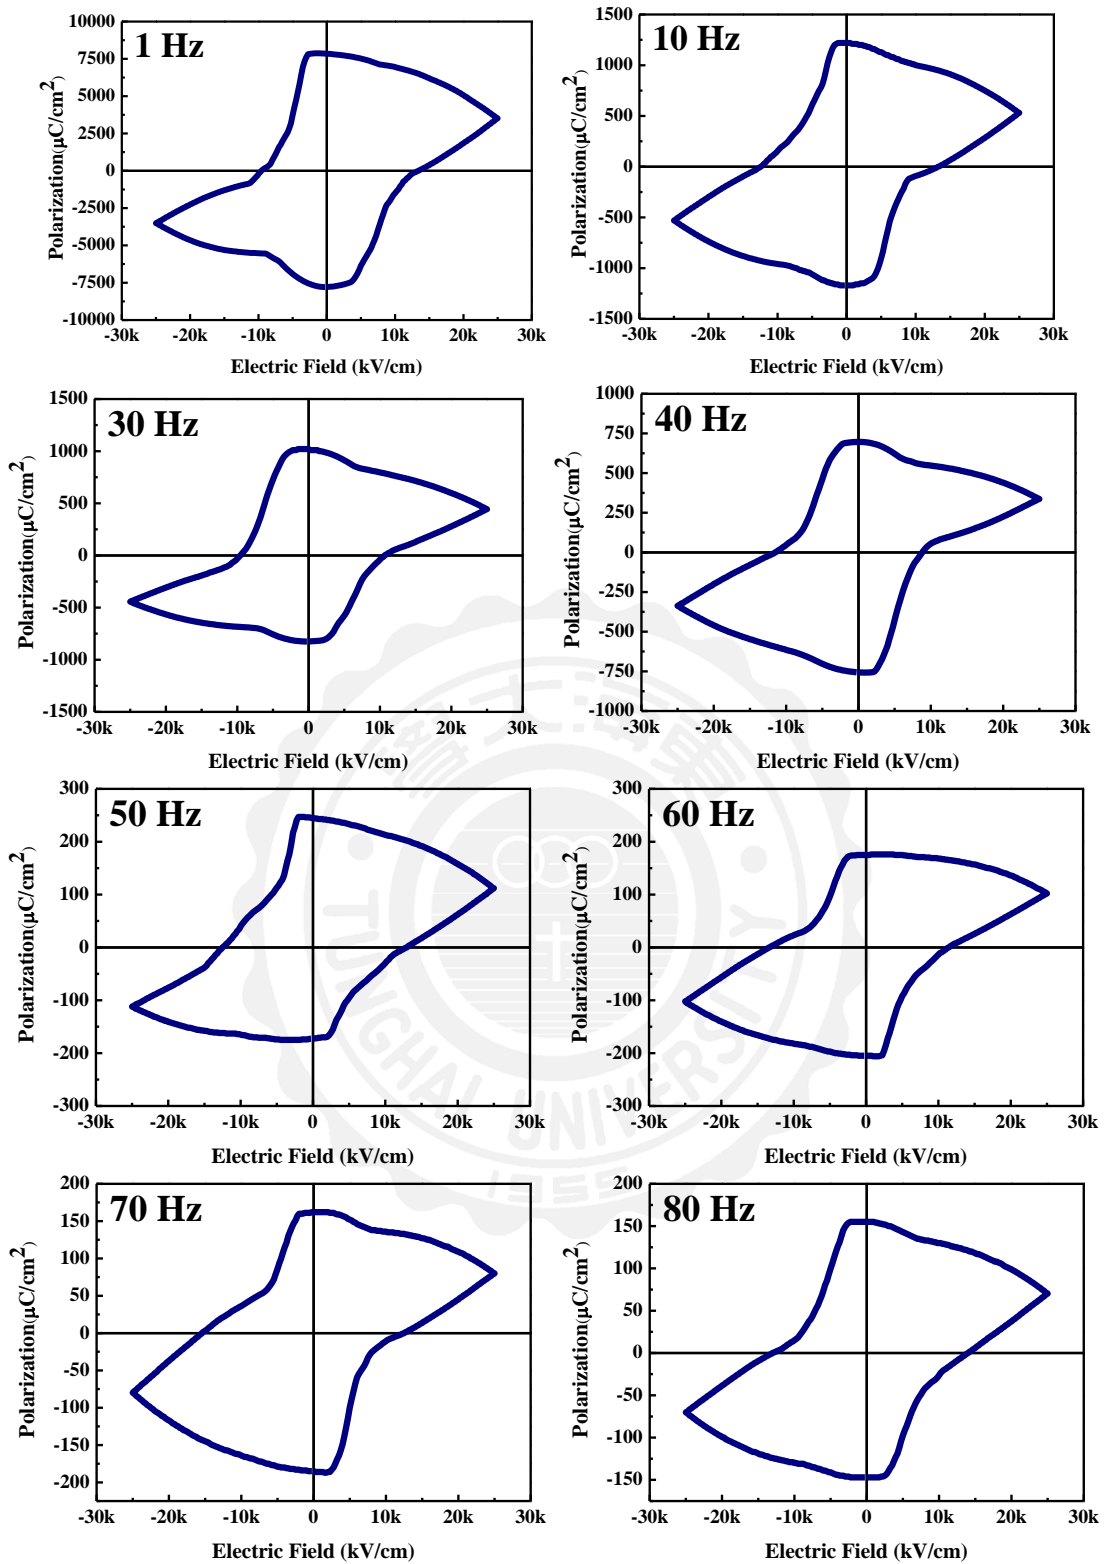 1 Hz
10000
7500
5000
2500
0
-2500
-5000
-7500
-10000
-30k -20k -10k 0 10k 20k 30k
Polarization(μC/cm²)
Electric Field (kV/cm)
10 Hz
1500
1000
500
0
-500
-1000
-1500
-30k -20k -10k 0 10k 20k 30k
Polarization(μC/cm²)
Electric Field (kV/cm)
30 Hz
1500
1000
500
0
-500
-1000
-1500
-30k -20k -10k 0 10k 20k 30k
Polarization(μC/cm²)
Electric Field (kV/cm)
40 Hz
1000
750
500
250
0
-250
-500
-750
-1000
-30k -20k -10k 0 10k 20k 30k
Polarization(μC/cm²)
Electric Field (kV/cm)
50 Hz
300
200
100
0
-100
-200
-300
-30k -20k -10k 0 10k 20k 30k
Polarization(μC/cm²)
Electric Field (kV/cm)
60 Hz
300
200
100
0
-100
-200
-300
-30k -20k -10k 0 10k 20k 30k
Polarization(μC/cm²)
Electric Field (kV/cm)
70 Hz
200
150
100
50
0
-50
-100
-150
-200
-30k -20k -10k 0 10k 20k 30k
Polarization(μC/cm²)
Electric Field (kV/cm)
80 Hz
200
150
100
50
0
-50
-100
-150
-30k -20k -10k 0 10k 20k 30k
Polarization(μC/cm²)
Electric Field (kV/cm)
學大海東
TUNGHAI UNIVERSITY
1955